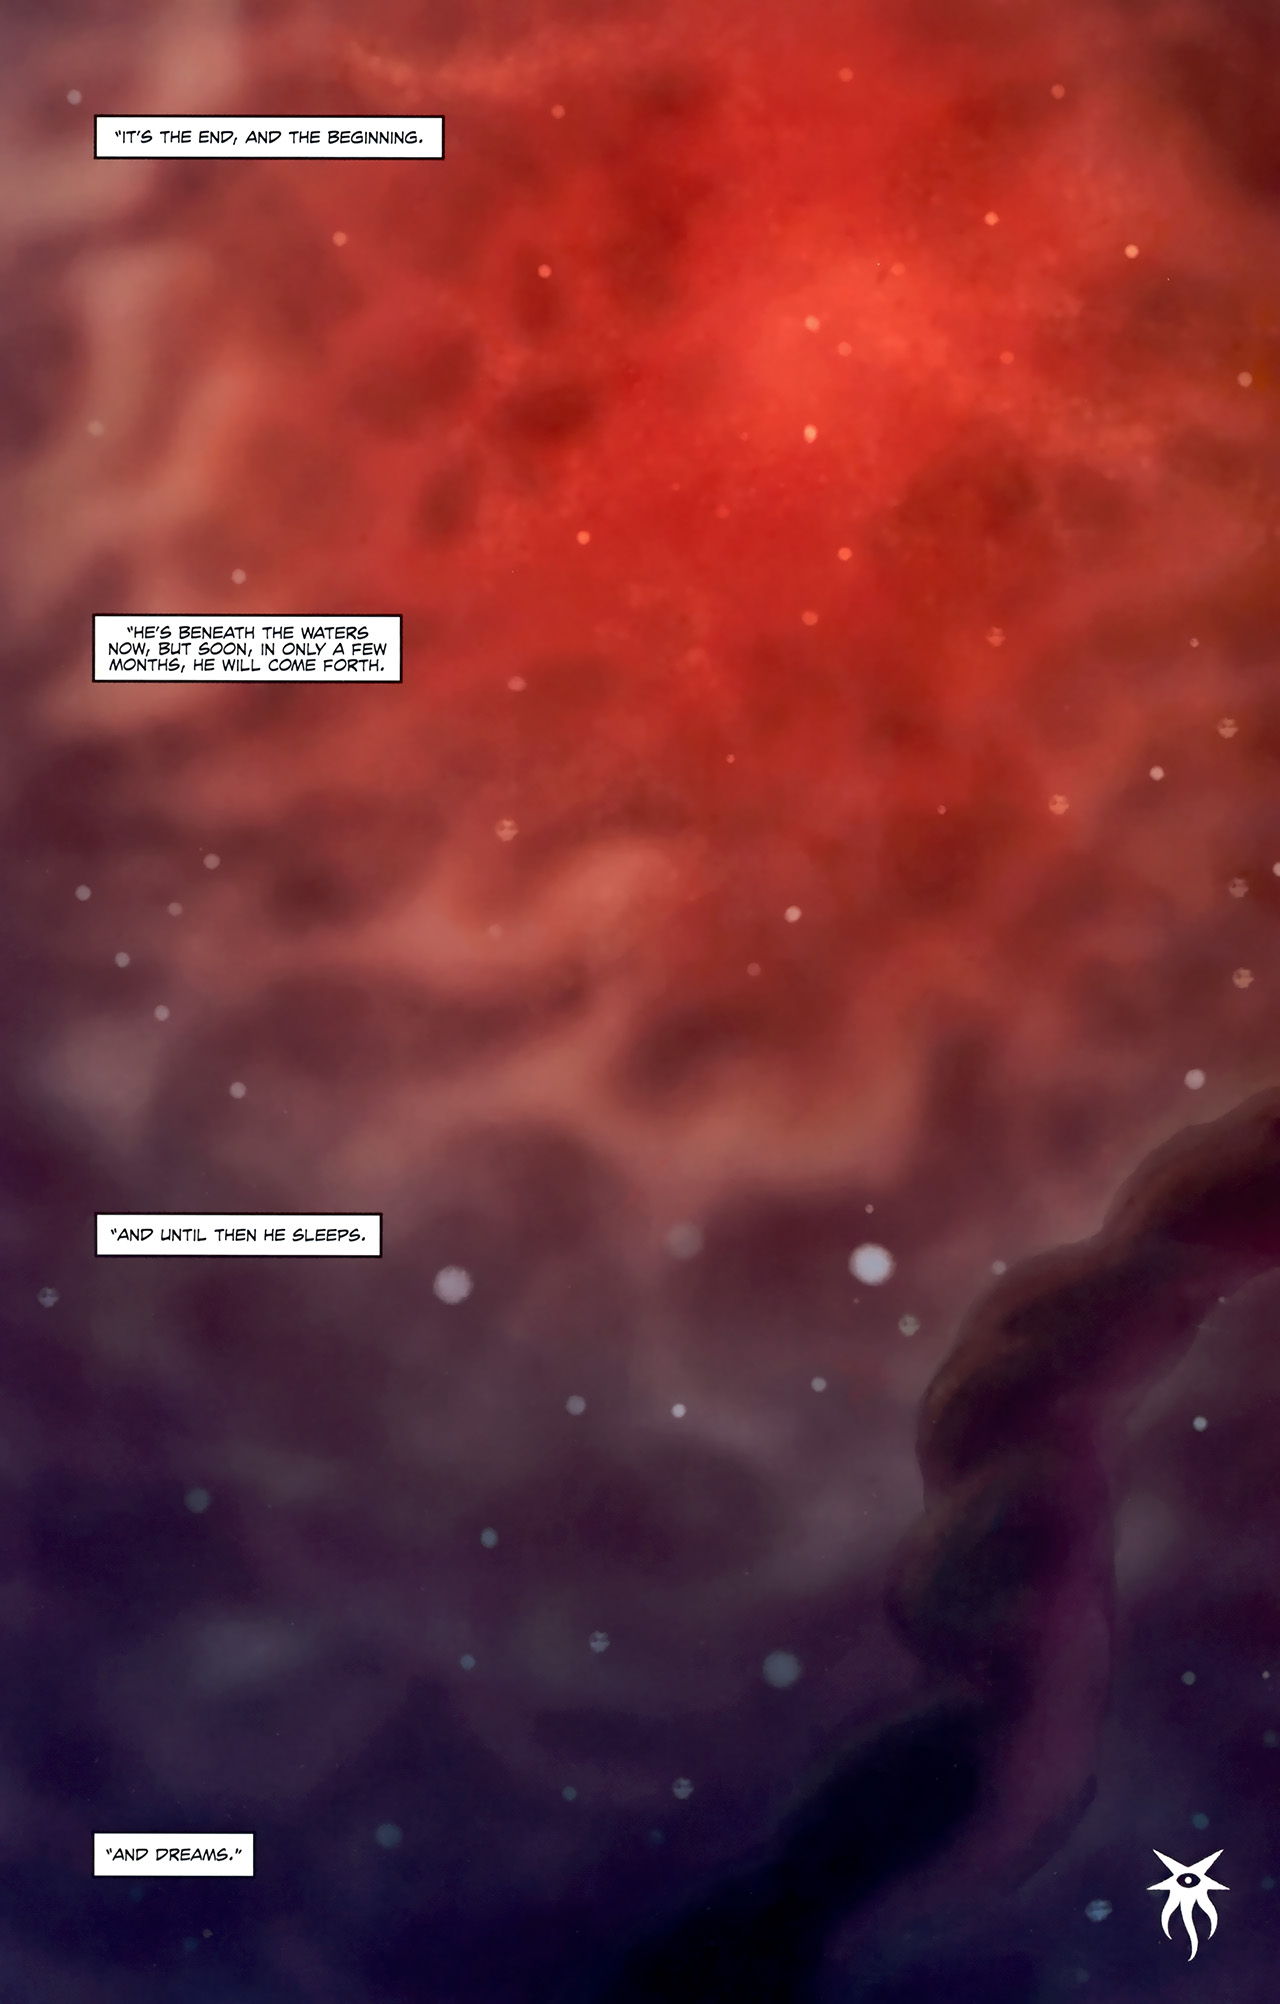 "IT'S THE END, AND THE BEGINNING.
"HE'S BENEATH THE WATERS
NOW, BUT SOON, IN ONLY A FEW
MONTHS, HE WILL COME FORTH.
"AND UNTIL THEN HE SLEEPS.
"AND DREAMS."